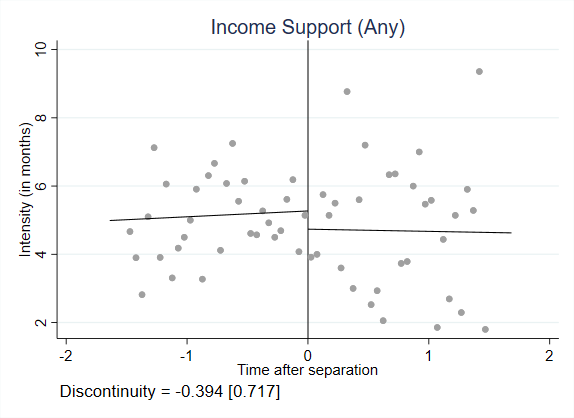 Income Support (Any)
Intensity (in months)
10
8
6
4
2
-2
-1
0
1
2
Time after separation
Discontinuity = -0.394 [0.717]